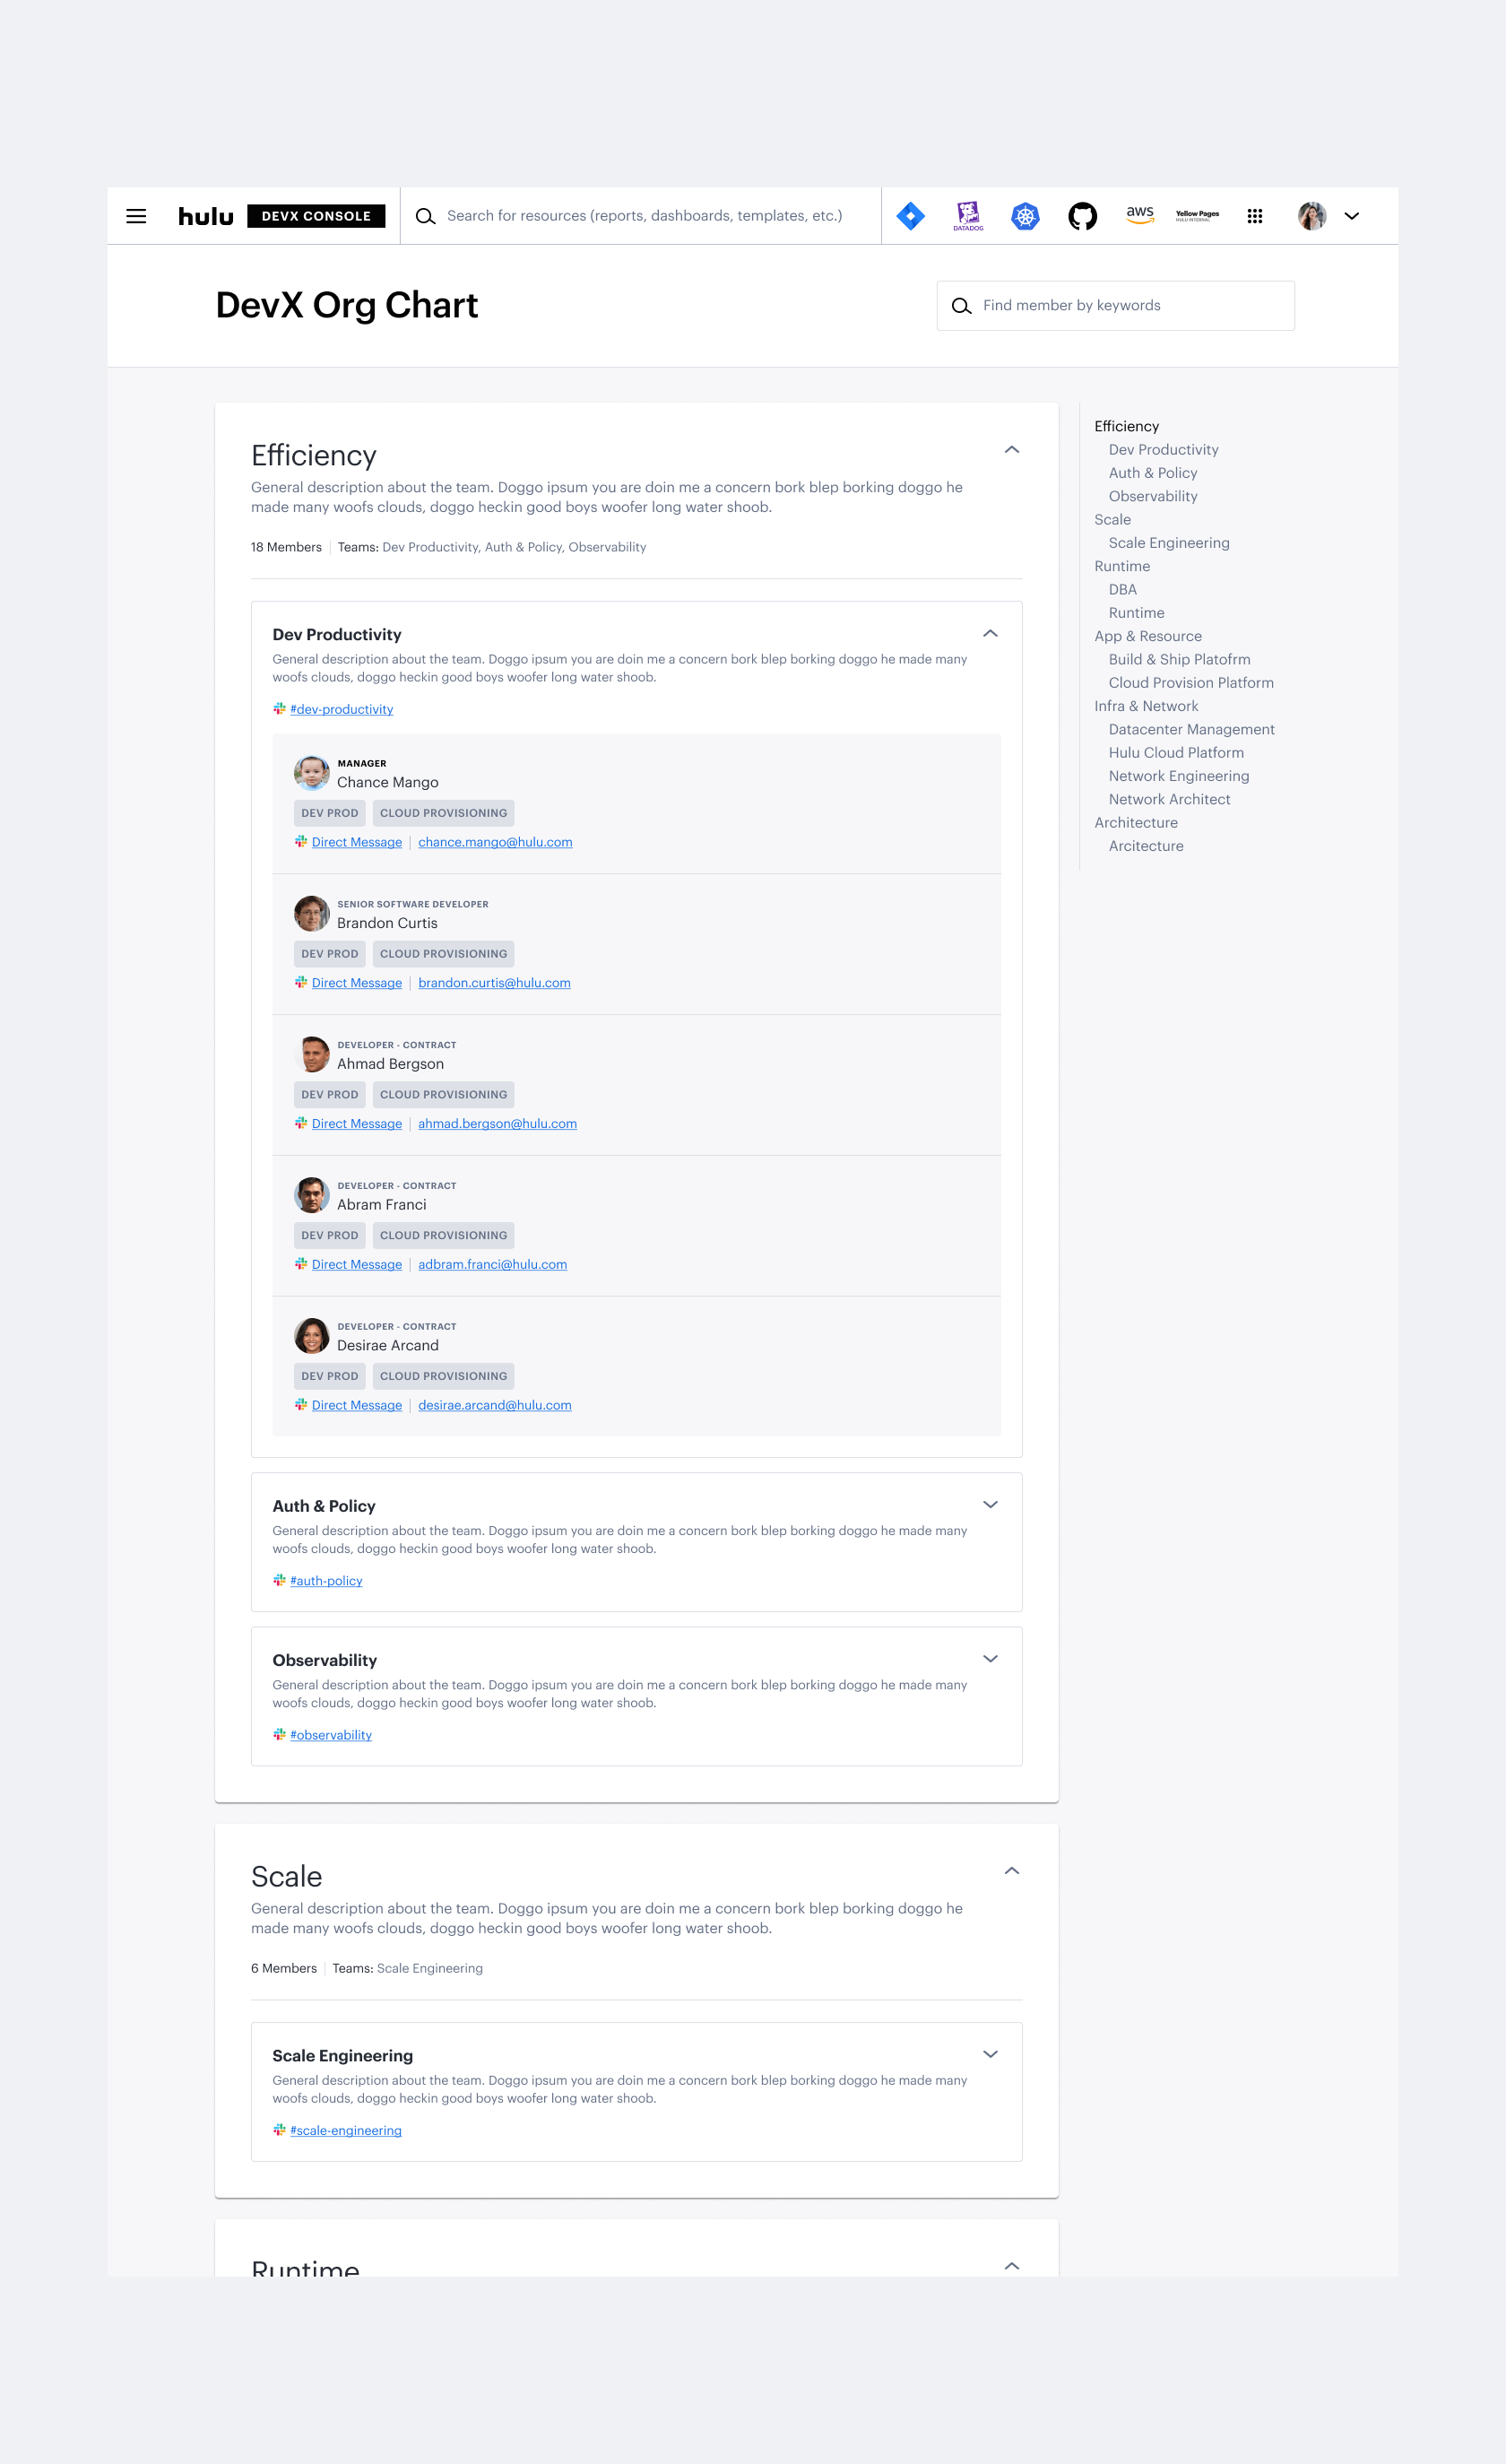 hulu DEVX CONSOLE Search for resources (reports, dashboards, templates, etc.) DATADOG aws Yellow Pages HULU INTERNAL
DevX Org Chart
Find member by keywords
Efficiency
General description about the team. Doggo ipsum you are doin me a concern bork blep borking doggo he
made many woofs clouds, doggo heckin good boys woofer long water shoob.
18 Members | Teams: Dev Productivity, Auth & Policy, Observability
Dev Productivity
General description about the team. Doggo ipsum you are doin me a concern bork blep borking doggo he made many
woofs clouds, doggo heckin good boys woofer long water shoob.
#dev-productivity
MANAGER
Chance Mango
DEV PROD CLOUD PROVISIONING
Direct Message | chance.mango@hulu.com
SENIOR SOFTWARE DEVELOPER
Brandon Curtis
DEV PROD CLOUD PROVISIONING
Direct Message | brandon.curtis@hulu.com
DEVELOPER - CONTRACT
Ahmad Bergson
DEV PROD CLOUD PROVISIONING
Direct Message | ahmad.bergson@hulu.com
DEVELOPER - CONTRACT
Abram Franci
DEV PROD CLOUD PROVISIONING
Direct Message | adbram.franci@hulu.com
DEVELOPER - CONTRACT
Desirae Arcand
DEV PROD CLOUD PROVISIONING
Direct Message | desirae.arcand@hulu.com
Auth & Policy
General description about the team. Doggo ipsum you are doin me a concern bork blep borking doggo he made many
woofs clouds, doggo heckin good boys woofer long water shoob.
#auth-policy
Observability
General description about the team. Doggo ipsum you are doin me a concern bork blep borking doggo he made many
woofs clouds, doggo heckin good boys woofer long water shoob.
#observability
Scale
General description about the team. Doggo ipsum you are doin me a concern bork blep borking doggo he
made many woofs clouds, doggo heckin good boys woofer long water shoob.
6 Members | Teams: Scale Engineering
Scale Engineering
General description about the team. Doggo ipsum you are doin me a concern bork blep borking doggo he made many
woofs clouds, doggo heckin good boys woofer long water shoob.
#scale-engineering
Runtime
Efficiency
Dev Productivity
Auth & Policy
Observability
Scale
Scale Engineering
Runtime
DBA
Runtime
App & Resource
Build & Ship Platofrm
Cloud Provision Platform
Infra & Network
Datacenter Management
Hulu Cloud Platform
Network Engineering
Network Architect
Architecture
Arcitecture